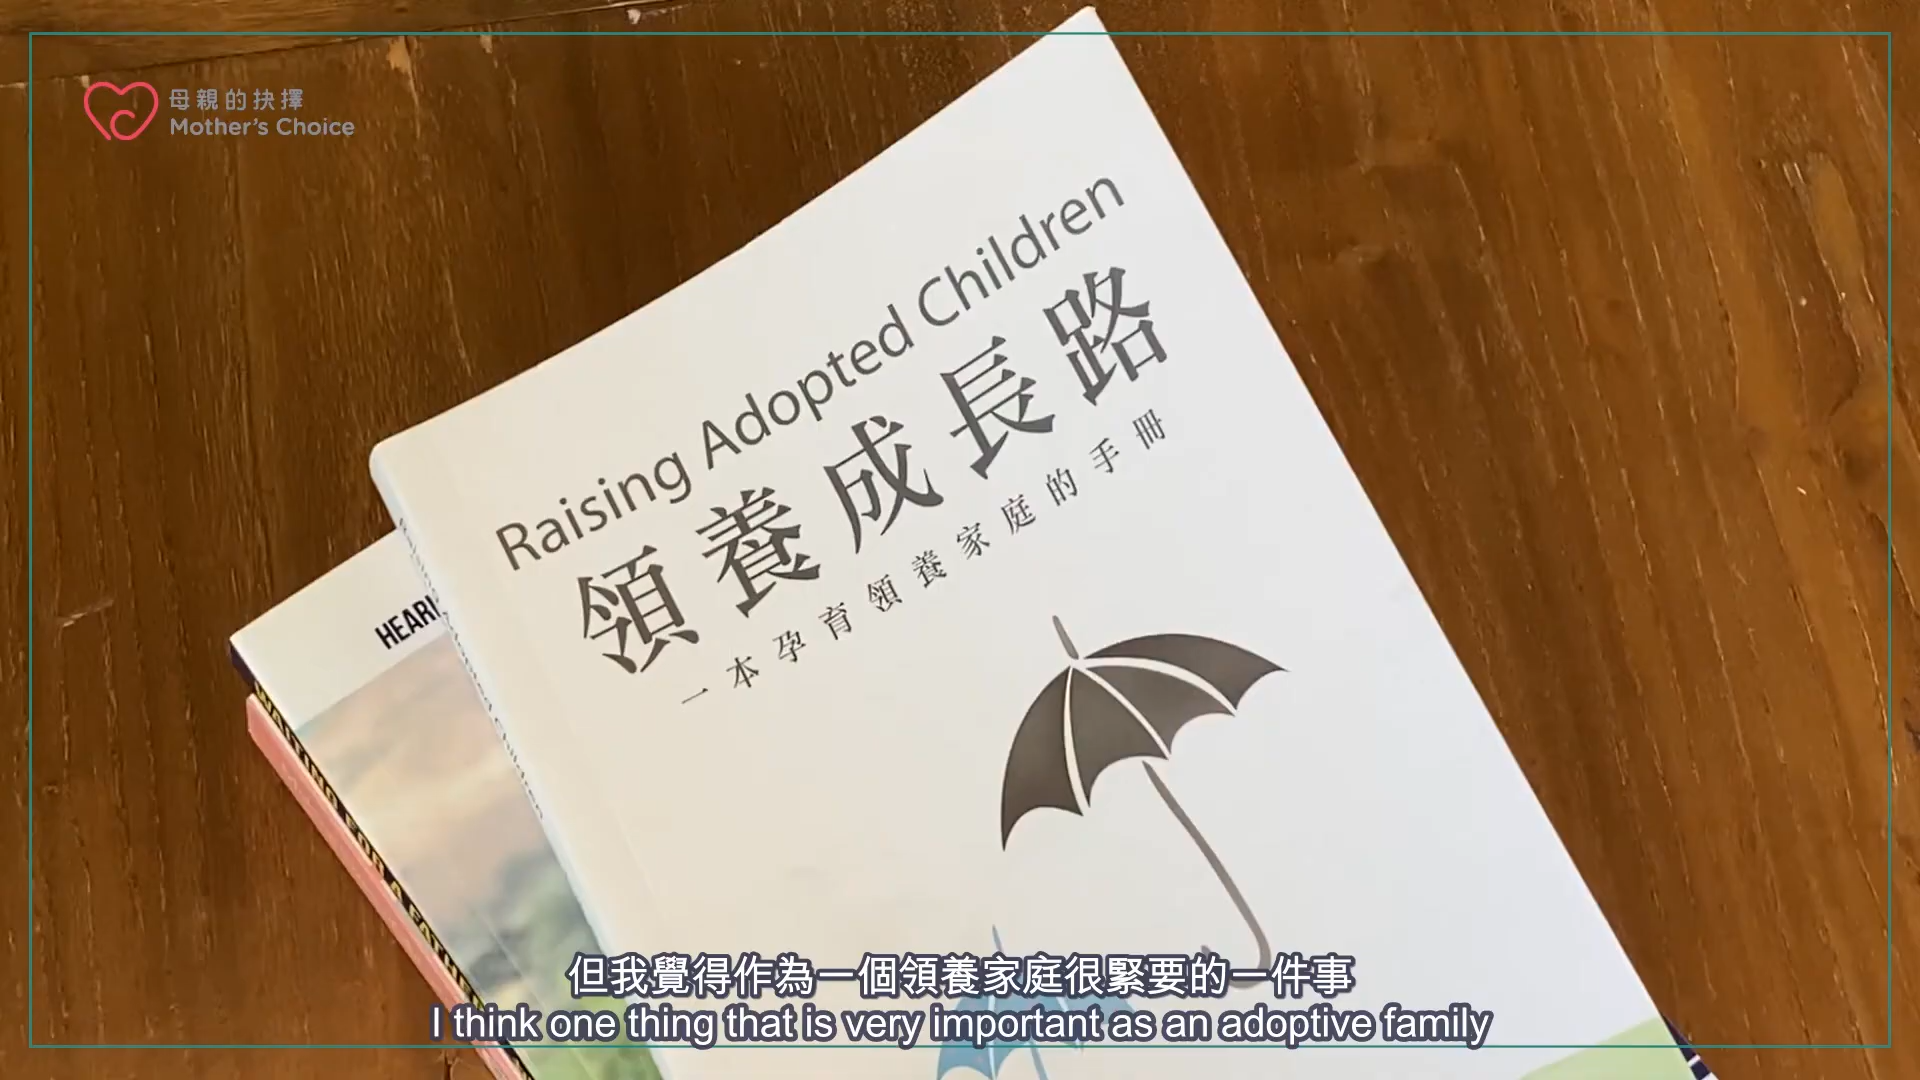 母親的抉擇
Mother's Choice
Raising Adopted Children
領養成長路
一本孕育領養家庭的手冊
WAITING FOR A
但我覺得作為一個領養家庭很緊要的一件事
I think one thing that is very important as an adoptive family